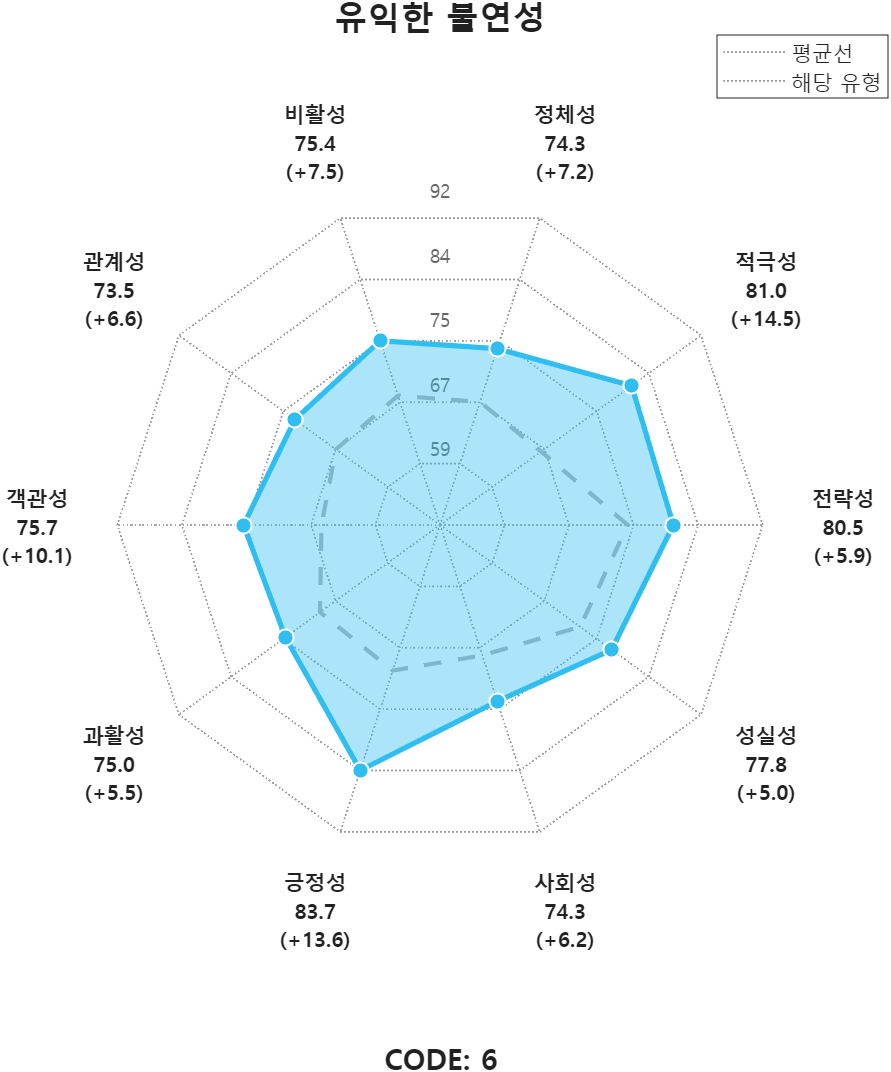 유익한 불연성
평균선
해당 유형
비활성
75.4
(+7.5)
정체성
74.3
(+7.2)
92
84
75
67
59
관계성
73.5
(+6.6)
적극성
81.0
(+14.5)
객관성
75.7
(+10.1)
전략성
80.5
(+5.9)
과활성
75.0
(+5.5)
성실성
77.8
(+5.0)
긍정성
83.7
(+13.6)
사회성
74.3
(+6.2)
CODE: 6